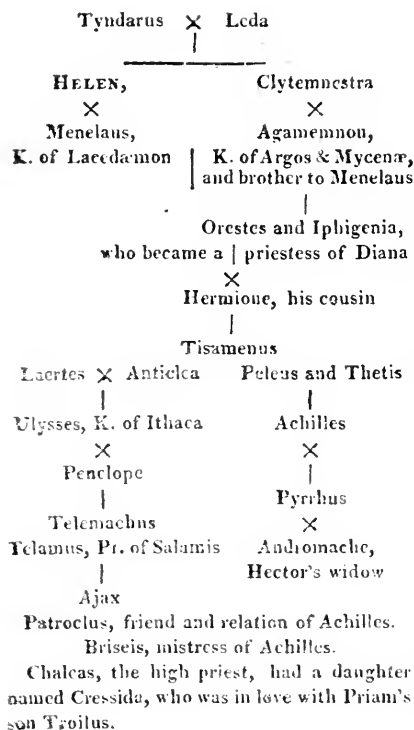 Tyndarus × Leda
HELEN, Clytemnestra
× ×
Menelaus, Agamemnon,
K. of Lacedæmon K. of Argos & Mycenæ,
and brother to Menelaus
Orestes and Iphigenia,
who became a | priestess of Diana
×
Hermione, his cousin
Tisamenus
Laertes × Anticlea Peleus and Thetis
Ulysses, K. of Ithaca Achilles
× ×
Penelope
Pyrrhus
Telemachus ×
Telamus, Pr. of Salamis Andromache,
Hector's widow
Ajax
Patroclus, friend and relation of Achilles.
Briseis, mistress of Achilles.
Chalcas, the high priest, had a daughter
named Cressida, who was in love with Priam's
son Troilus.